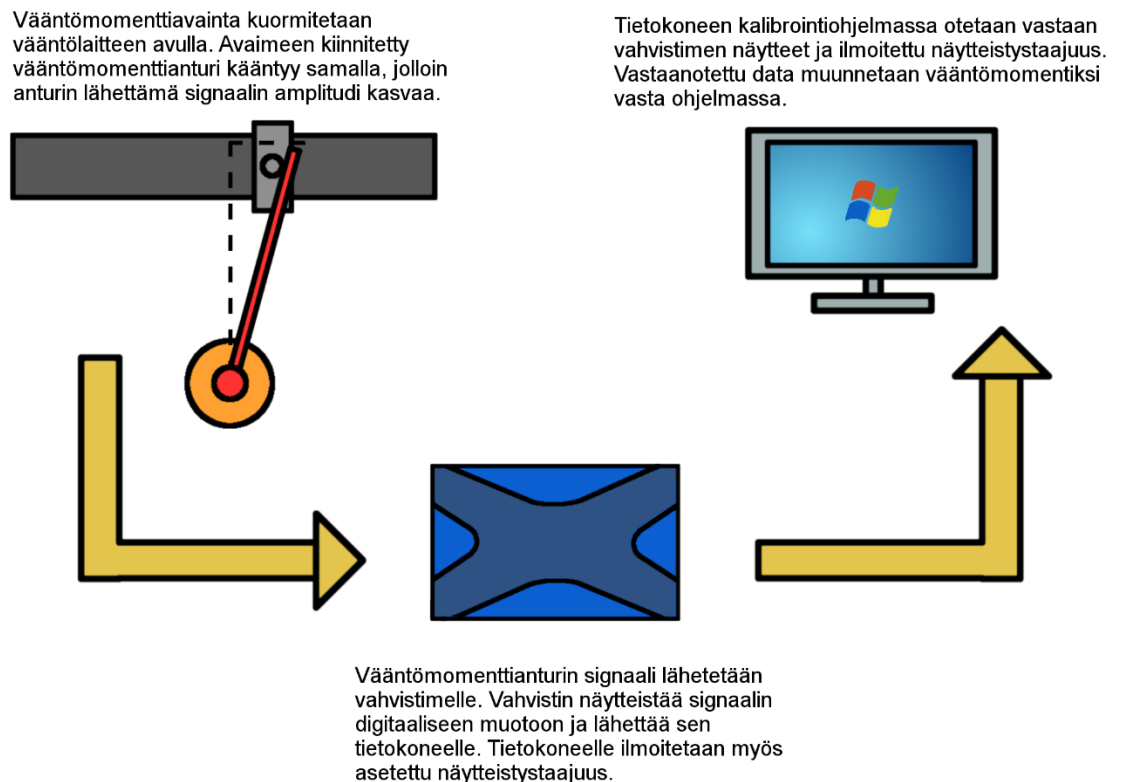 Vääntömomenttiavainta kuormitetaan
vääntölaitteen avulla. Avaimeen kiinnitetty
vääntömomenttianturi kääntyy samalla, jolloin
anturin lähettämä signaalin amplitudi kasvaa.
Tietokoneen kalibrointiohjelmassa otetaan vastaan
vahvistimen näytteet ja ilmoitettu näytteistystaajuus.
Vastaanotettu data muunnetaan vääntömomentiksi
vasta ohjelmassa.
Vääntömomenttianturin signaali lähetetään
vahvistimelle. Vahvistin näytteistää signaalin
digitaaliseen muotoon ja lähettää sen
tietokoneelle. Tietokoneelle ilmoitetaan myös
asetettu näytteistystaajuus.